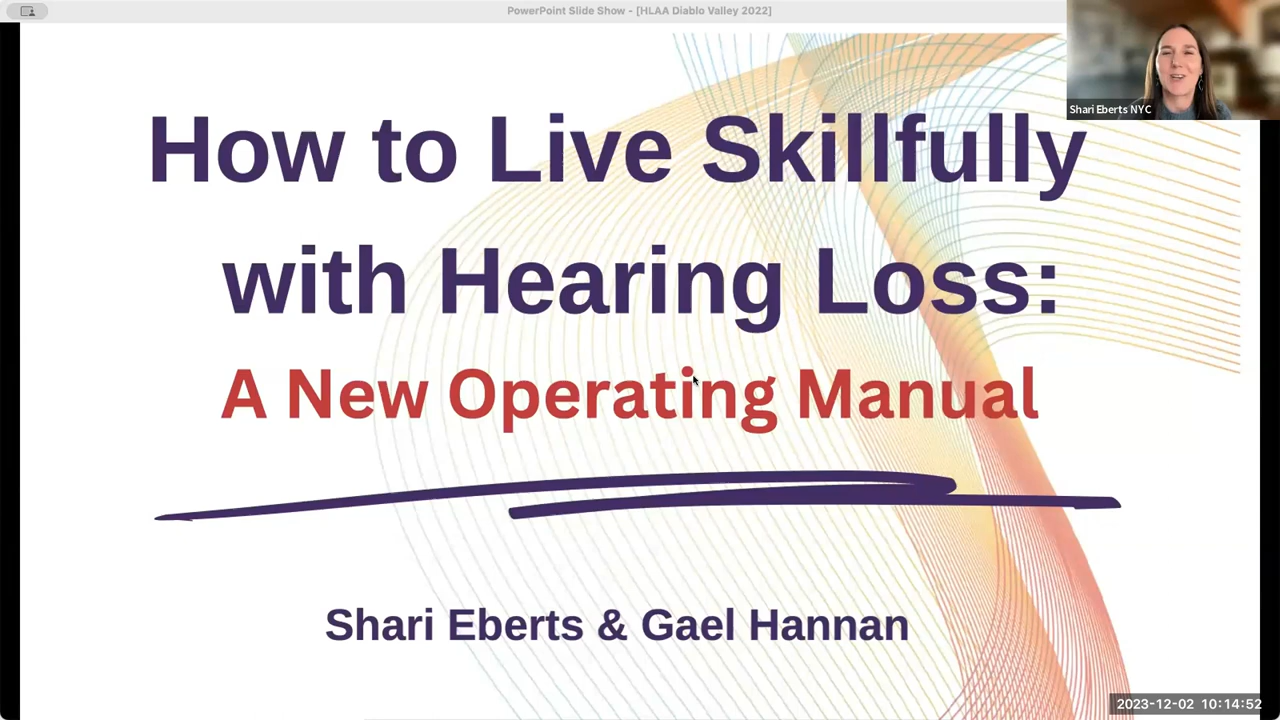 PowerPoint Slide Show - [HLAA Diablo Valley 2022]
Shari Eberts NYC
How to Live Skillfully
with Hearing Loss:
A New Operating Manual
Shari Eberts & Gael Hannan
2023-12-02 10:14:52